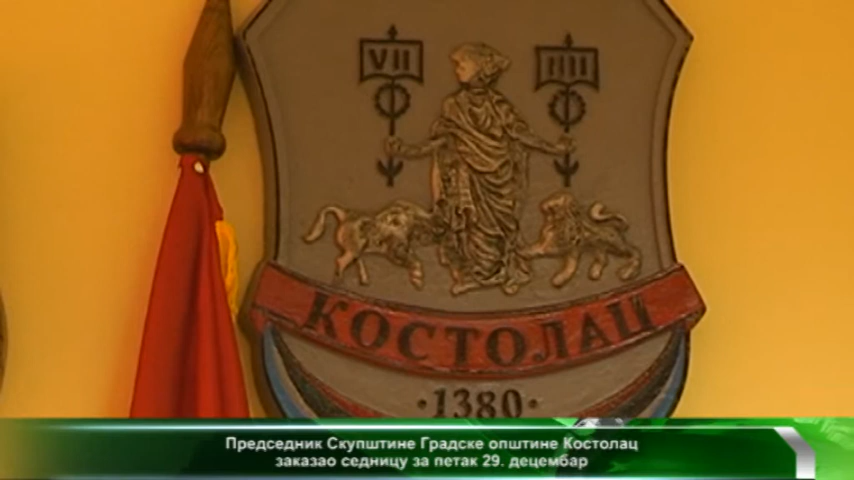 VII
IIII
КОСТОЛАЦ
·1380·
Председник Скупштине Градске општине Костолац
заказао седницу за петак 29. децембар